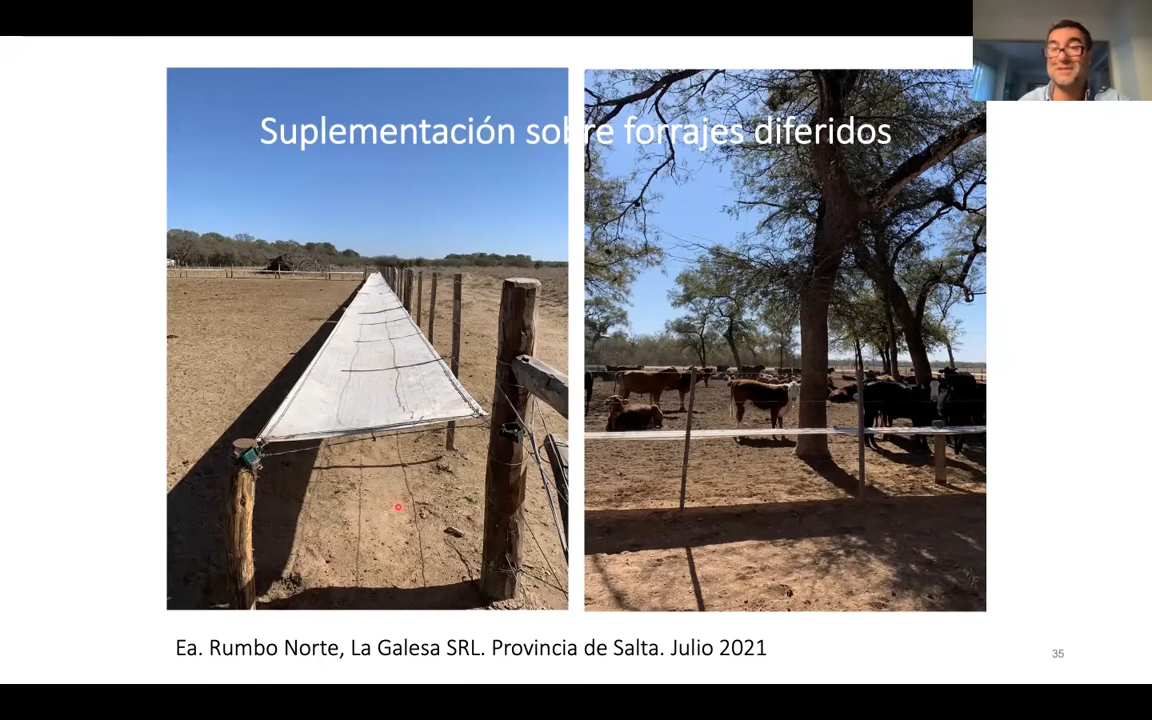 Suplementación sobre forrajes diferidos
Ea. Rumbo Norte, La Galesa SRL. Provincia de Salta. Julio 2021
35